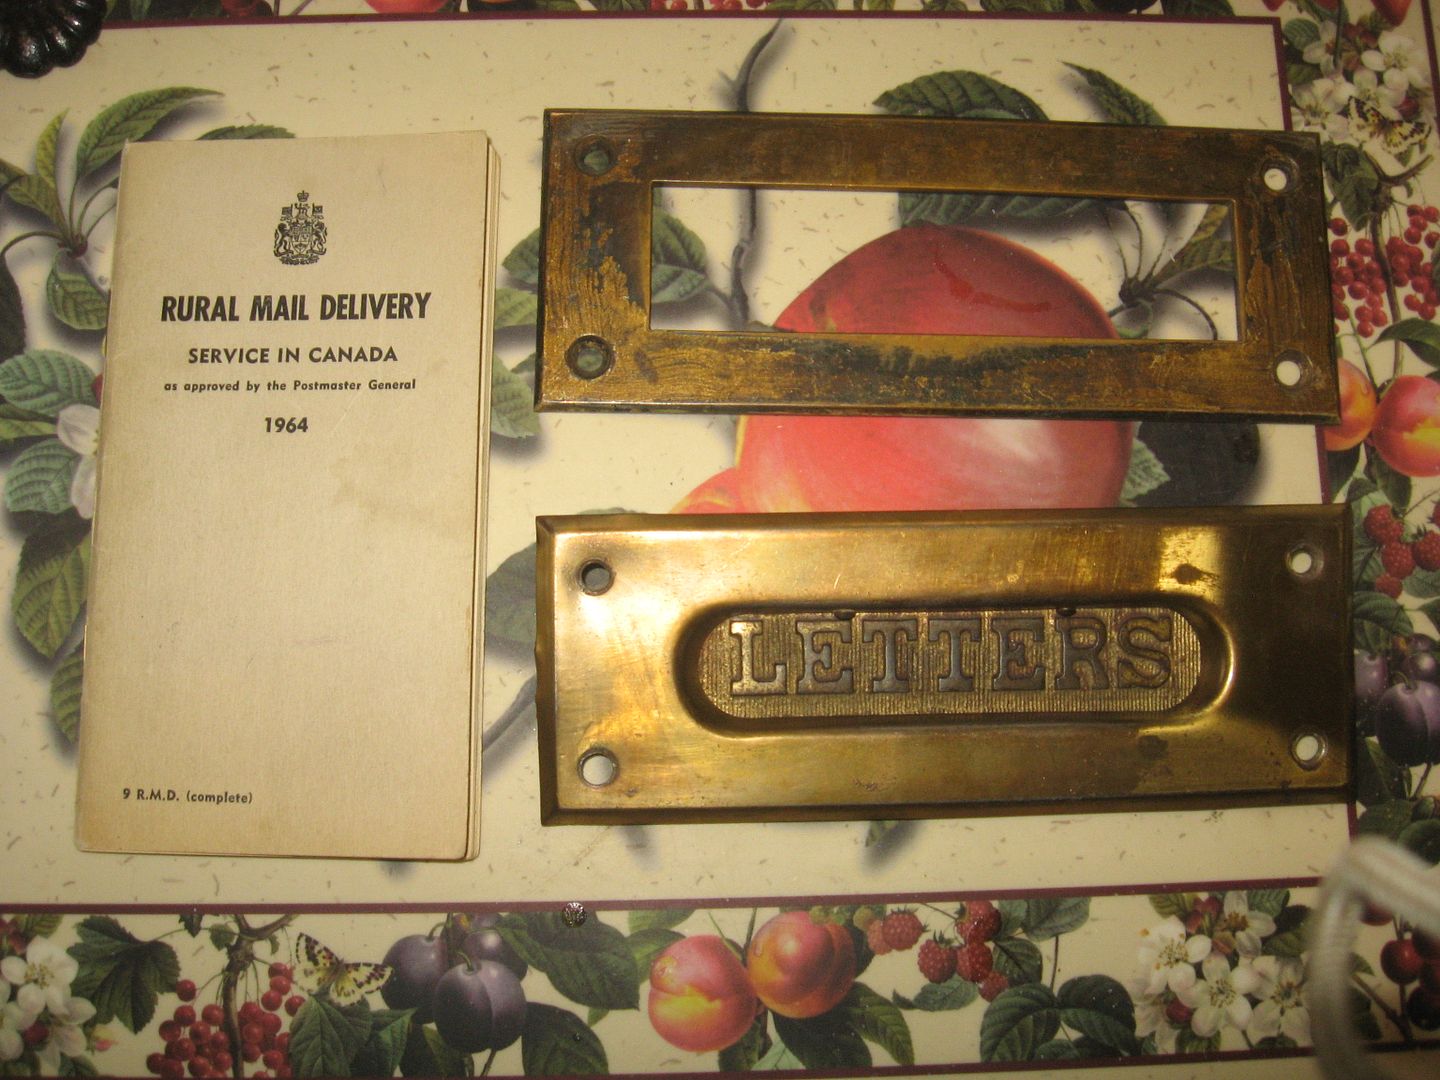 RURAL MAIL DELIVERY
SERVICE IN CANADA
as approved by the Postmaster General
1964
9 R.M.D. (complete)
LETTERS